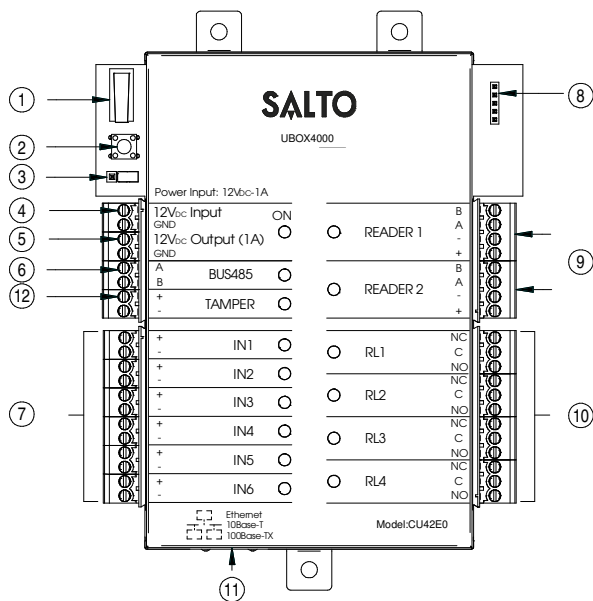 SALTO
UBOX4000
Power Input: 12VDC-1A
1
2
3
4
5
6
12
7
8
9
10
11
12VDC Input
GND
ON
12VDC Output (1A)
GND
A
B
BUS485
+
-
TAMPER
+
-
IN1
+
-
IN2
+
-
IN3
+
-
IN4
+
-
IN5
+
-
IN6
READER 1
B
A
-
+
READER 2
B
A
-
+
RL1
NC
C
NO
RL2
NC
C
NO
RL3
NC
C
NO
RL4
NC
C
NO
Ethernet
10Base-T
100Base-TX
Model:CU42E0